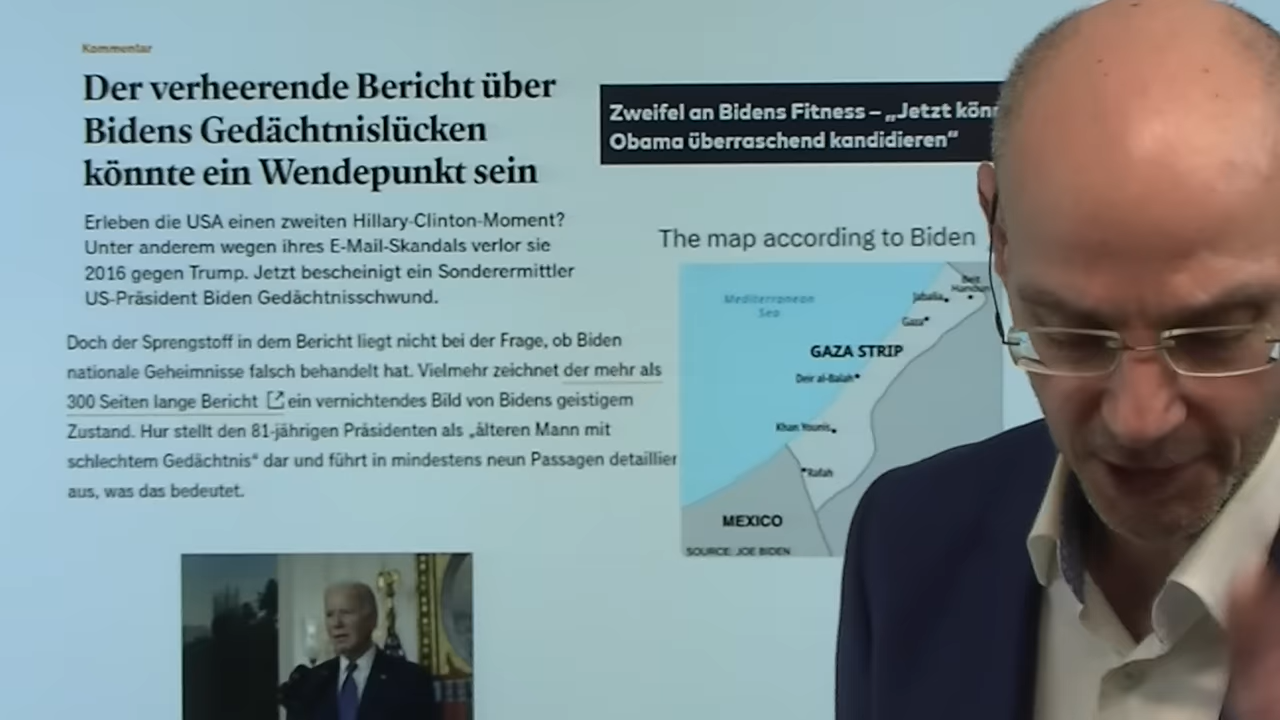 Kommentar
Der verheerende Bericht über
Bidens Gedächtnislücken
könnte ein Wendepunkt sein
Erleben die USA einen zweiten Hillary-Clinton-Moment?
Unter anderem wegen ihres E-Mail-Skandals verlor sie
2016 gegen Trump. Jetzt bescheinigt ein Sonderermittler
US-Präsident Biden Gedächtnisschwund.
Doch der Sprengstoff in dem Bericht liegt nicht bei der Frage, ob Biden
nationale Geheimnisse falsch behandelt hat. Vielmehr zeichnet der mehr als
300 Seiten lange Bericht ein vernichtendes Bild von Bidens geistigem
Zustand. Hur stellt den 81-jährigen Präsidenten als „älteren Mann mit
schlechtem Gedächtnis“ dar und führt in mindestens neun Passagen detaillier
aus, was das bedeutet.
Zweifel an Bidens Fitness – „Jetzt könn
Obama überraschend kandidieren“
The map according to Biden
Mediterranean
Sea
Beit
Hanoun
Jabalia
Gaza
GAZA STRIP
Deir al-Balah
Khan Younis
Rafah
MEXICO
SOURCE: JOE BIDEN